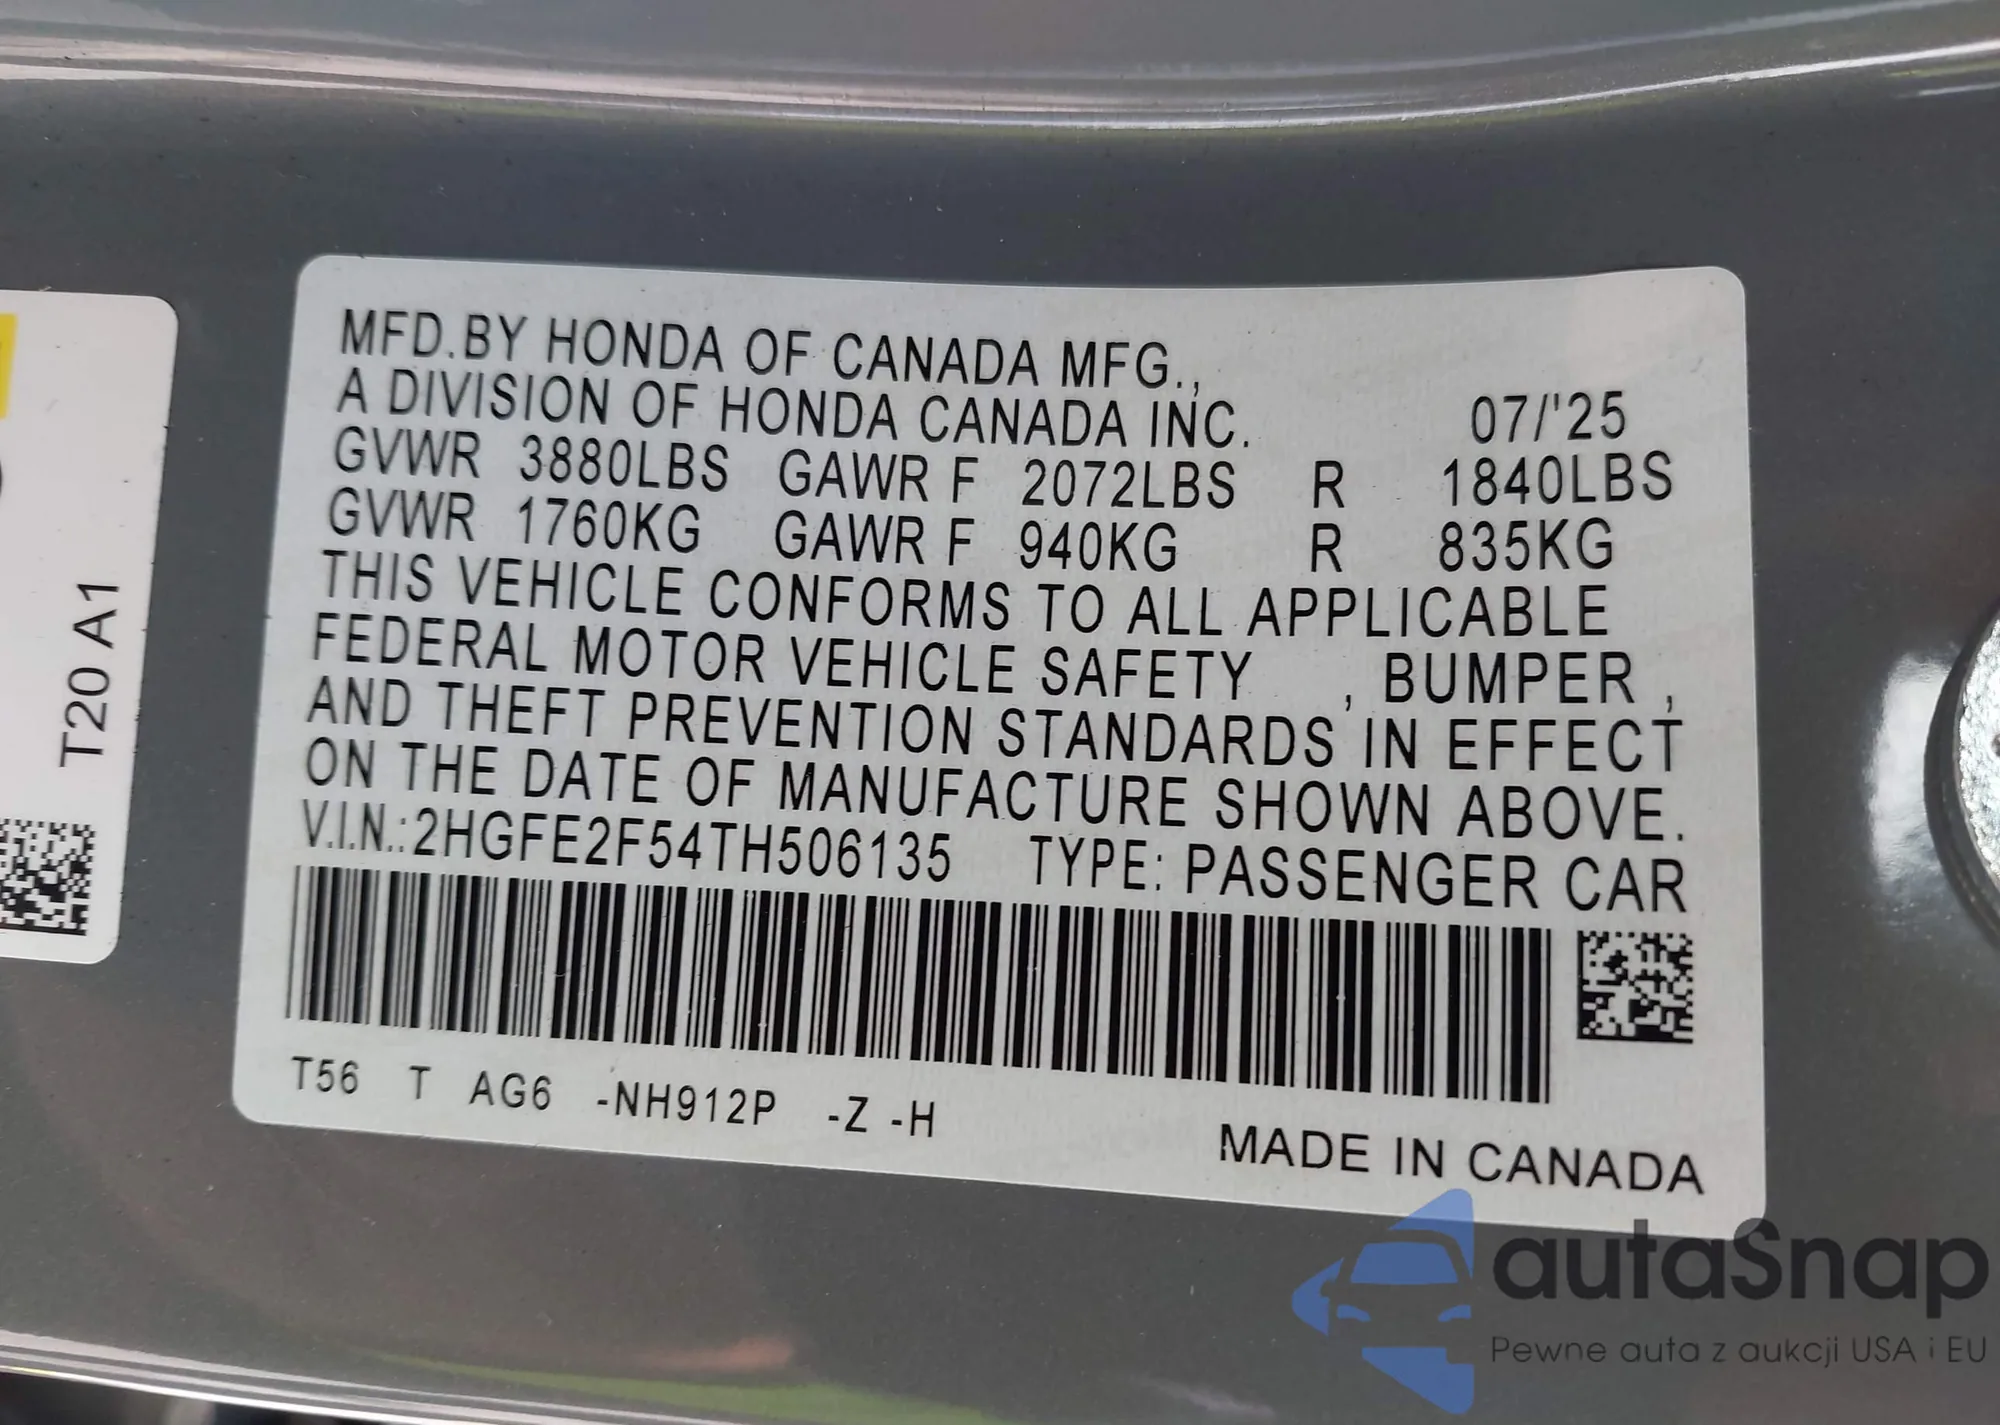 MFD.BY HONDA OF CANADA MFG.,
A DIVISION OF HONDA CANADA INC. 07/'25
GVWR 3880LBS GAWR F 2072LBS R 1840LBS
GVWR 1760KG GAWR F 940KG R 835KG
THIS VEHICLE CONFORMS TO ALL APPLICABLE
FEDERAL MOTOR VEHICLE SAFETY , BUMPER ,
AND THEFT PREVENTION STANDARDS IN EFFECT
ON THE DATE OF MANUFACTURE SHOWN ABOVE.
V.I.N.:2HGFE2F54TH506135 TYPE: PASSENGER CAR
T56 T AG6 -NH912P -Z -H
MADE IN CANADA
T20 A1
autaSnap
Pewne auta z aukcji USA i EU